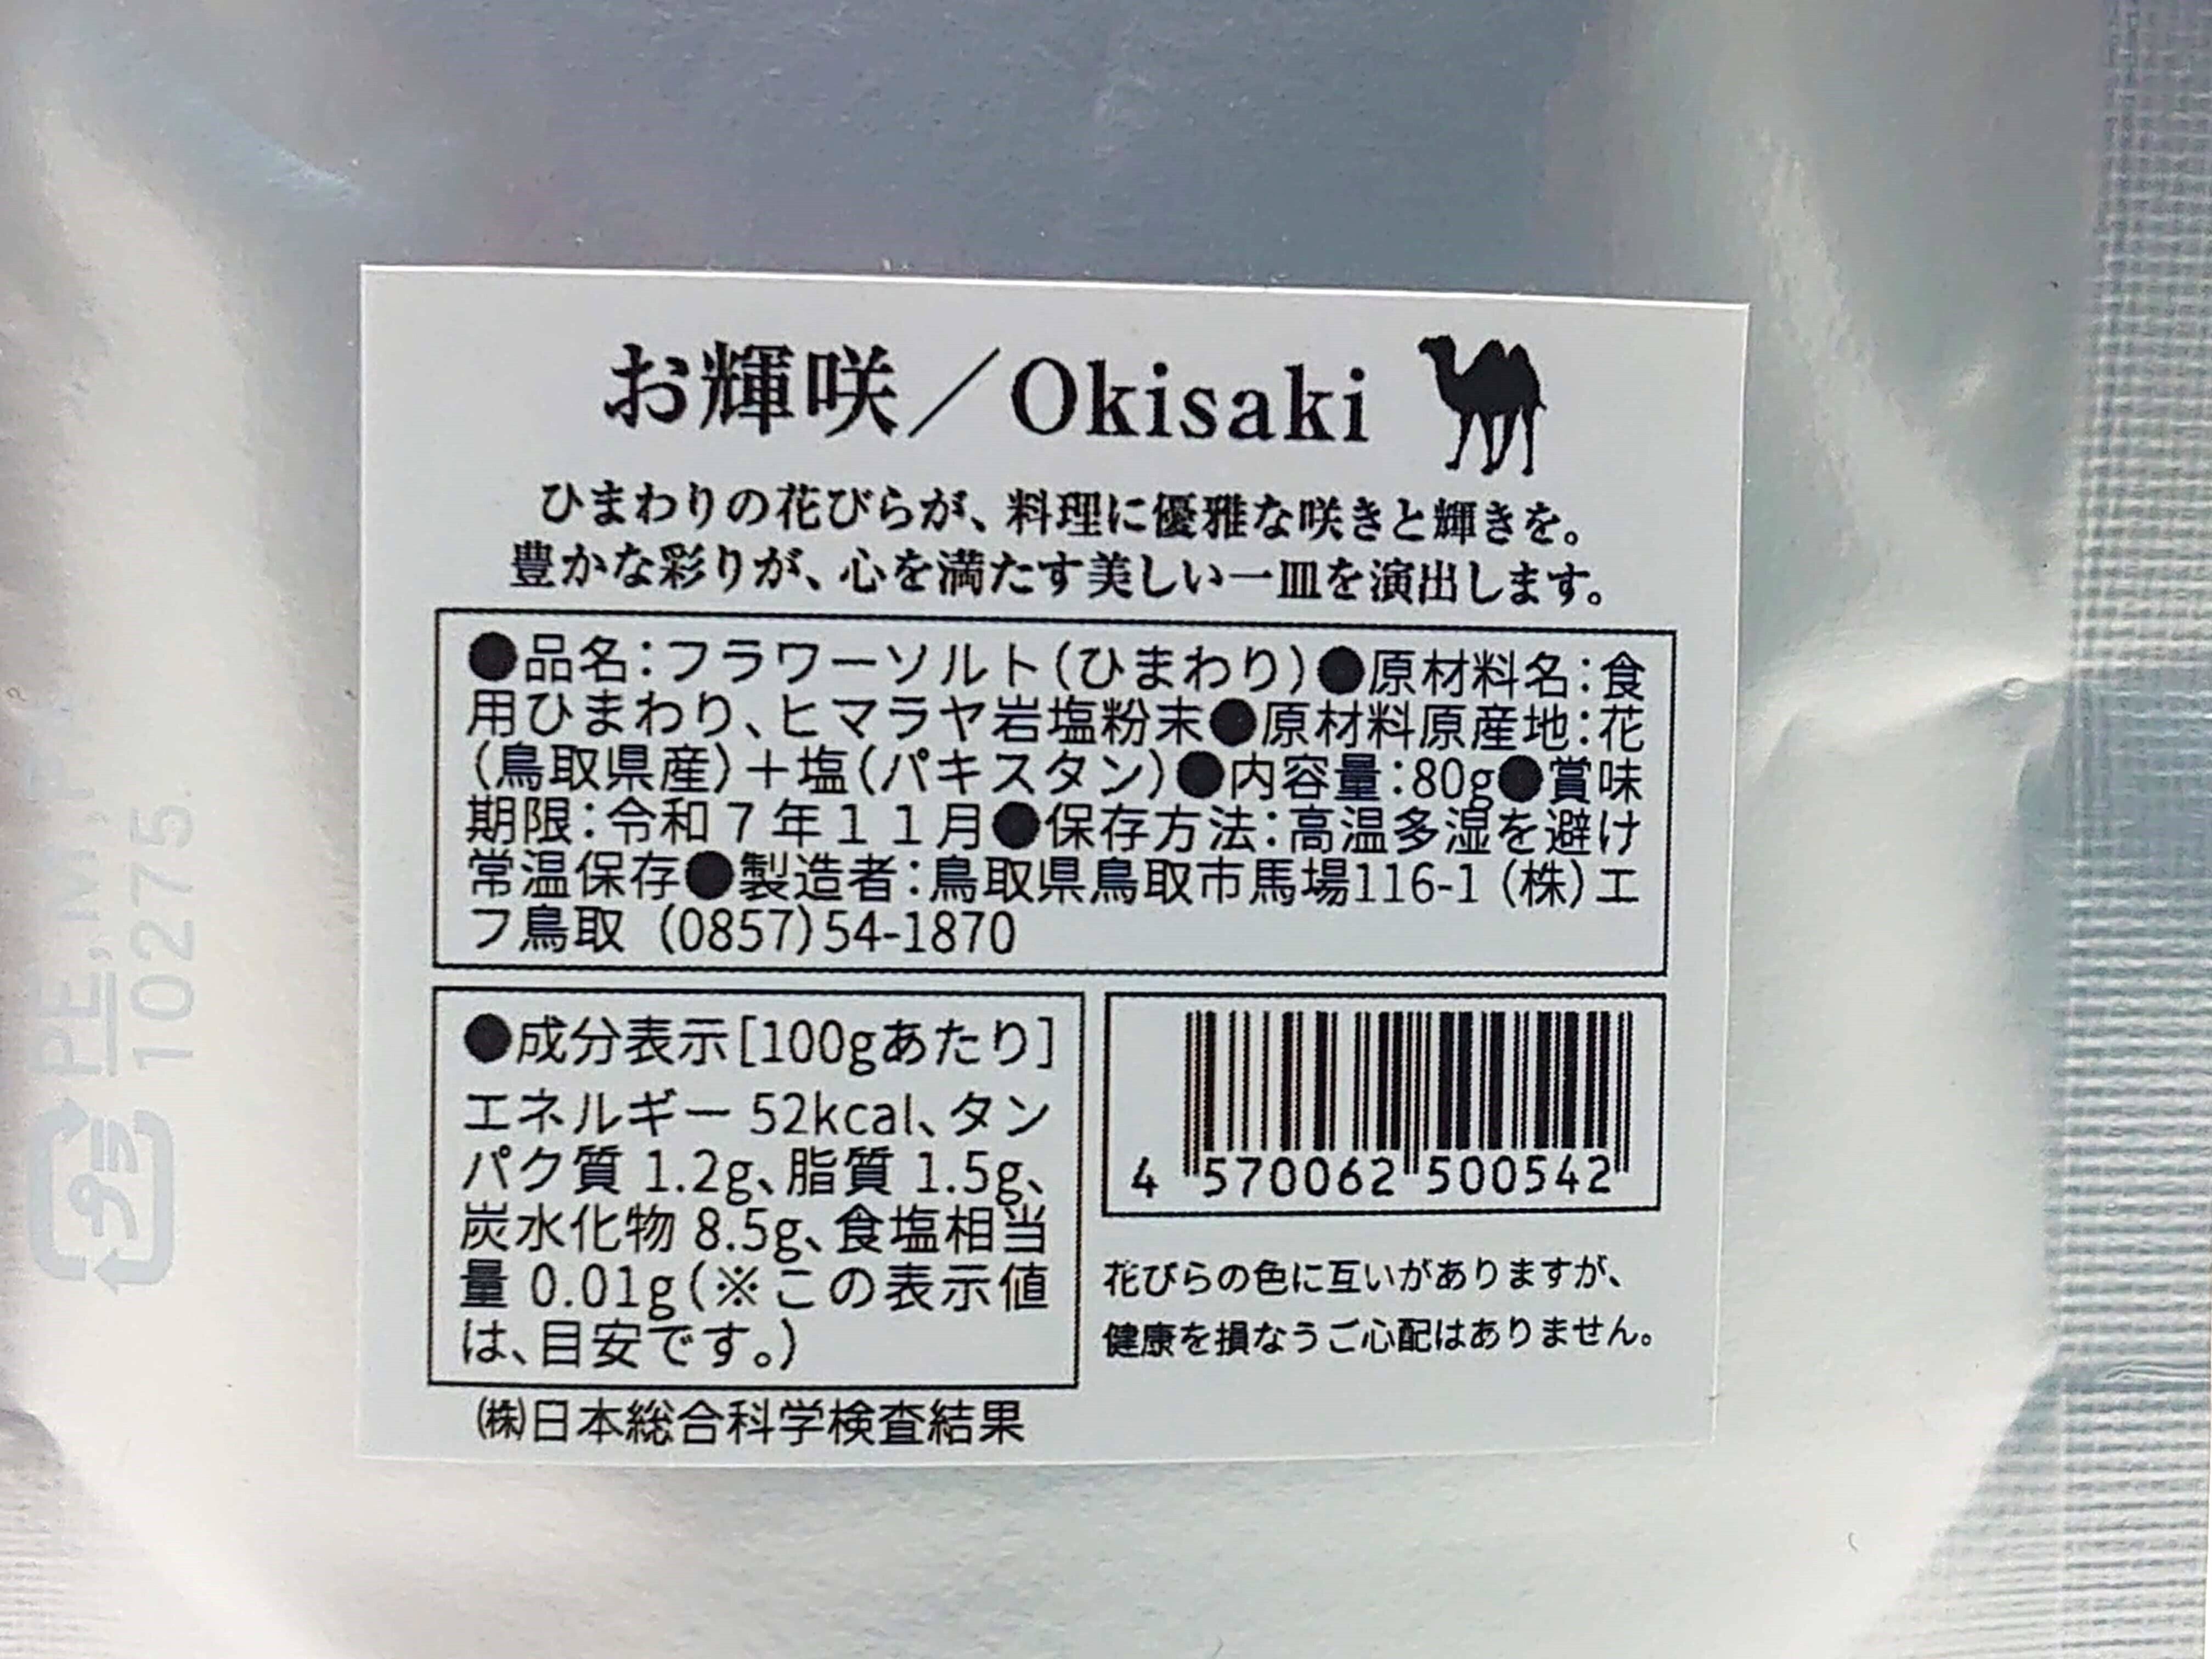 お輝咲／Okisaki
ひまわりの花びらが、料理に優雅な咲きと輝きを。
豊かな彩りが、心を満たす美しい一皿を演出します。
●品名：フラワーソルト（ひまわり）●原材料名：食
用ひまわり、ヒマラヤ岩塩粉末●原材料原産地：花
（鳥取県産）＋塩（パキスタン）●内容量：80g●賞味
期限：令和７年１１月●保存方法：高温多湿を避け
常温保存●製造者：鳥取県鳥取市馬場116-1（株）エ
フ鳥取（0857）54-1870
●成分表示［100gあたり］
エネルギー 52kcal、タン
パク質 1.2g、脂質 1.5g、
炭水化物 8.5g、食塩相当
量 0.01g（※この表示値
は、目安です。）
㈱日本総合科学検査結果
4 570062 500542
花びらの色に互いがありますが、
健康を損なうご心配はありません。
プラ
PE, M, P
10275